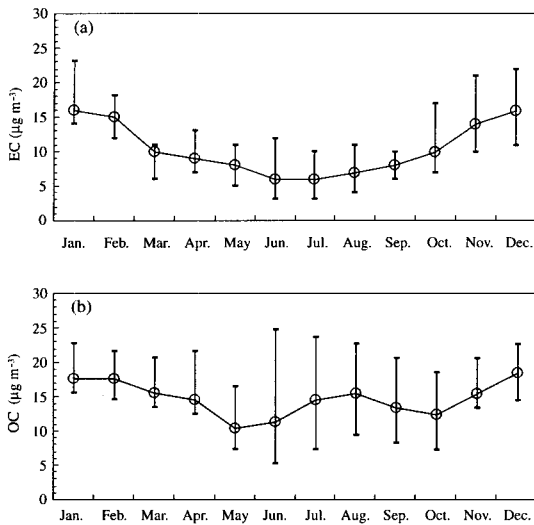 (a)
30
25
20
15
10
5
0
EC (µg m⁻³)
Jan. Feb. Mar. Apr. May Jun. Jul. Aug. Sep. Oct. Nov. Dec.
(b)
30
25
20
15
10
5
0
OC (µg m⁻³)
Jan. Feb. Mar. Apr. May Jun. Jul. Aug. Sep. Oct. Nov. Dec.